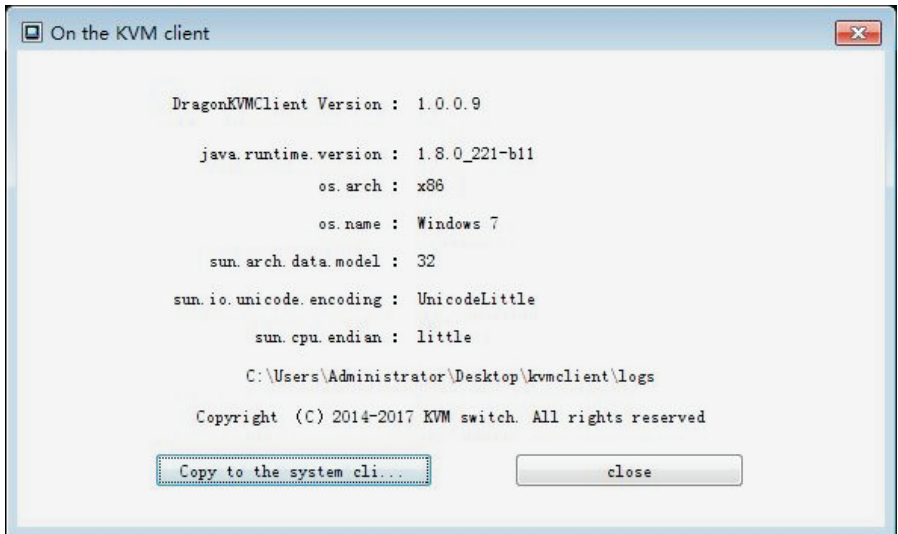 On the KVM client
DragonKVMClient Version : 1.0.0.9
java.runtime.version : 1.8.0_221-b11
os.arch : x86
os.name : Windows 7
sun.arch.data.model : 32
sun.io.unicode.encoding : UnicodeLittle
sun.cpu.endian : little
C:\Users\Administrator\Desktop\kvmclient\logs
Copyright (C) 2014-2017 KVM switch. All rights reserved
Copy to the system cli... close